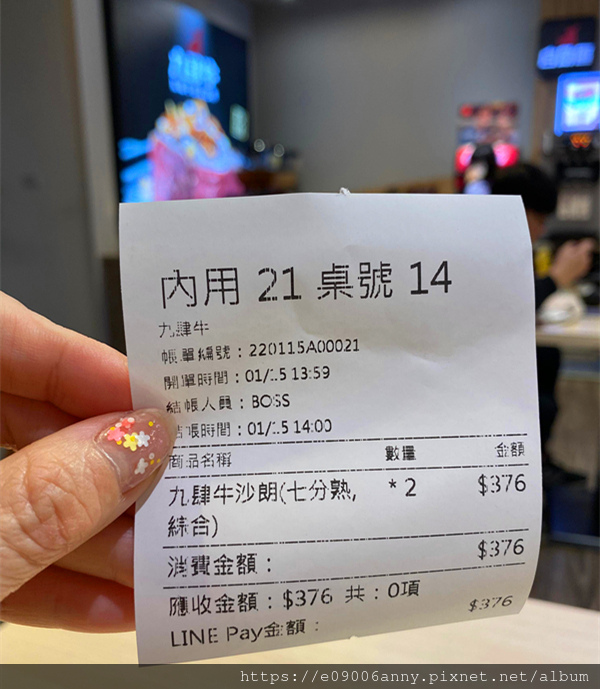 內用 21 桌號 14
九肆牛
帳單編號：220115A00021
開單時間：01/15 13:59
結帳人員：BOSS
結帳時間：01/15 14:00
商品名稱 數量 金額
九肆牛沙朗(七分熟, *2 $376
綜合)
消費金額： $376
應收金額：$376 共：0項
LINE Pay金額： $376
https://e09006anny.pixnet.net/album